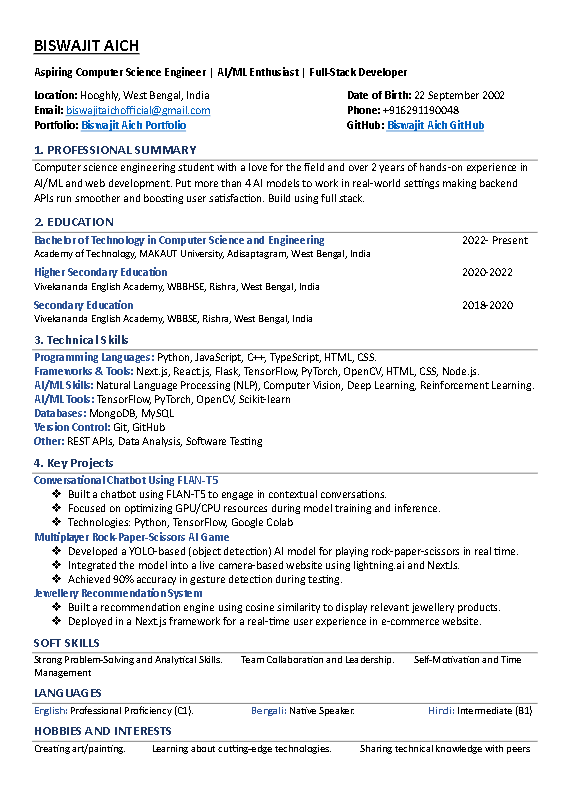 BISWAJIT AICH
Aspiring Computer Science Engineer | AI/ML Enthusiast | Full-Stack Developer
Location: Hooghly, West Bengal, India
Date of Birth: 22 September 2002
Email: biswajitaichofficial@gmail.com
Phone: +916291190048
Portfolio: Biswajit Aich Portfolio
GitHub: Biswajit Aich GitHub
1. PROFESSIONAL SUMMARY
Computer science engineering student with a love for the field and over 2 years of hands-on experience in
AI/ML and web development. Put more than 4 AI models to work in real-world settings making backend
APIs run smoother and boosting user satisfaction. Build using full stack.
2. EDUCATION
Bachelor of Technology in Computer Science and Engineering 2022- Present
Academy of Technology, MAKAUT University, Adisaptagram, West Bengal, India
Higher Secondary Education 2020-2022
Vivekananda English Academy, WBBHSE, Rishra, West Bengal, India
Secondary Education 2018-2020
Vivekananda English Academy, WBBSE, Rishra, West Bengal, India
3. Technical Skills
Programming Languages: Python, JavaScript, C++, TypeScript, HTML, CSS.
Frameworks & Tools: Next.js, React.js, Flask, TensorFlow, PyTorch, OpenCV, HTML, CSS, Node.js.
AI/ML Skills: Natural Language Processing (NLP), Computer Vision, Deep Learning, Reinforcement Learning.
AI/ML Tools: TensorFlow, PyTorch, OpenCV, Scikit-learn
Databases: MongoDB, MySQL
Version Control: Git, GitHub
Other: REST APIs, Data Analysis, Software Testing
4. Key Projects
Conversational Chatbot Using FLAN-T5
❖ Built a chatbot using FLAN-T5 to engage in contextual conversations.
❖ Focused on optimizing GPU/CPU resources during model training and inference.
❖ Technologies: Python, TensorFlow, Google Colab
Multiplayer Rock-Paper-Scissors AI Game
❖ Developed a YOLO-based (object detection) AI model for playing rock-paper-scissors in real time.
❖ Integrated the model into a live camera-based website using lightning.ai and NextJs.
❖ Achieved 90% accuracy in gesture detection during testing.
Jewellery Recommendation System
❖ Built a recommendation engine using cosine similarity to display relevant jewellery products.
❖ Deployed in a Next.js framework for a real-time user experience in e-commerce website.
SOFT SKILLS
Strong Problem-Solving and Analytical Skills. Team Collaboration and Leadership. Self-Motivation and Time
Management
LANGUAGES
English: Professional Proficiency (C1). Bengali: Native Speaker. Hindi: Intermediate (B1)
HOBBIES AND INTERESTS
Creating art/painting. Learning about cutting-edge technologies. Sharing technical knowledge with peers